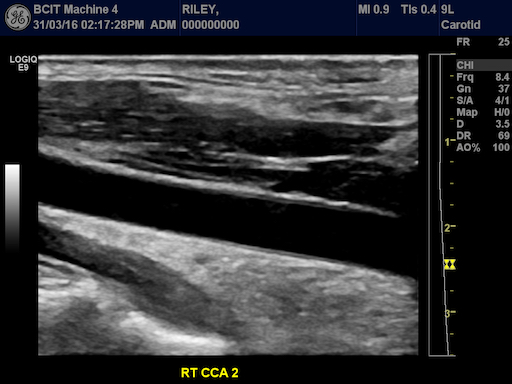 BCIT Machine 4 RILEY, MI 0.9 TIs 0.4 9L
31/03/16 02:17:28PM ADM 000000000 Carotid
FR 25
LOGIQ
E9
CHI
Frq 8.4
Gn 37
S/A 4/1
Map H/0
D 3.5
DR 69
AO% 100
1
2
3
RT CCA 2